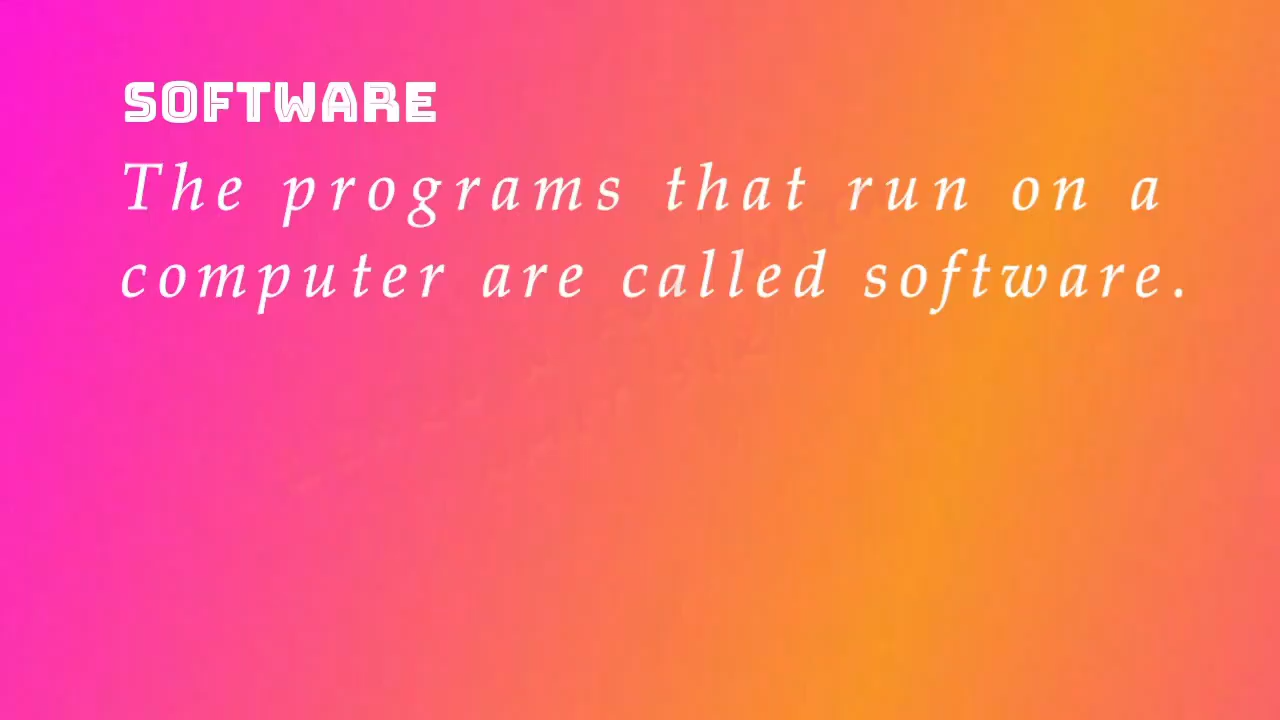 SOFTWARE
The programs that run on a
computer are called software.